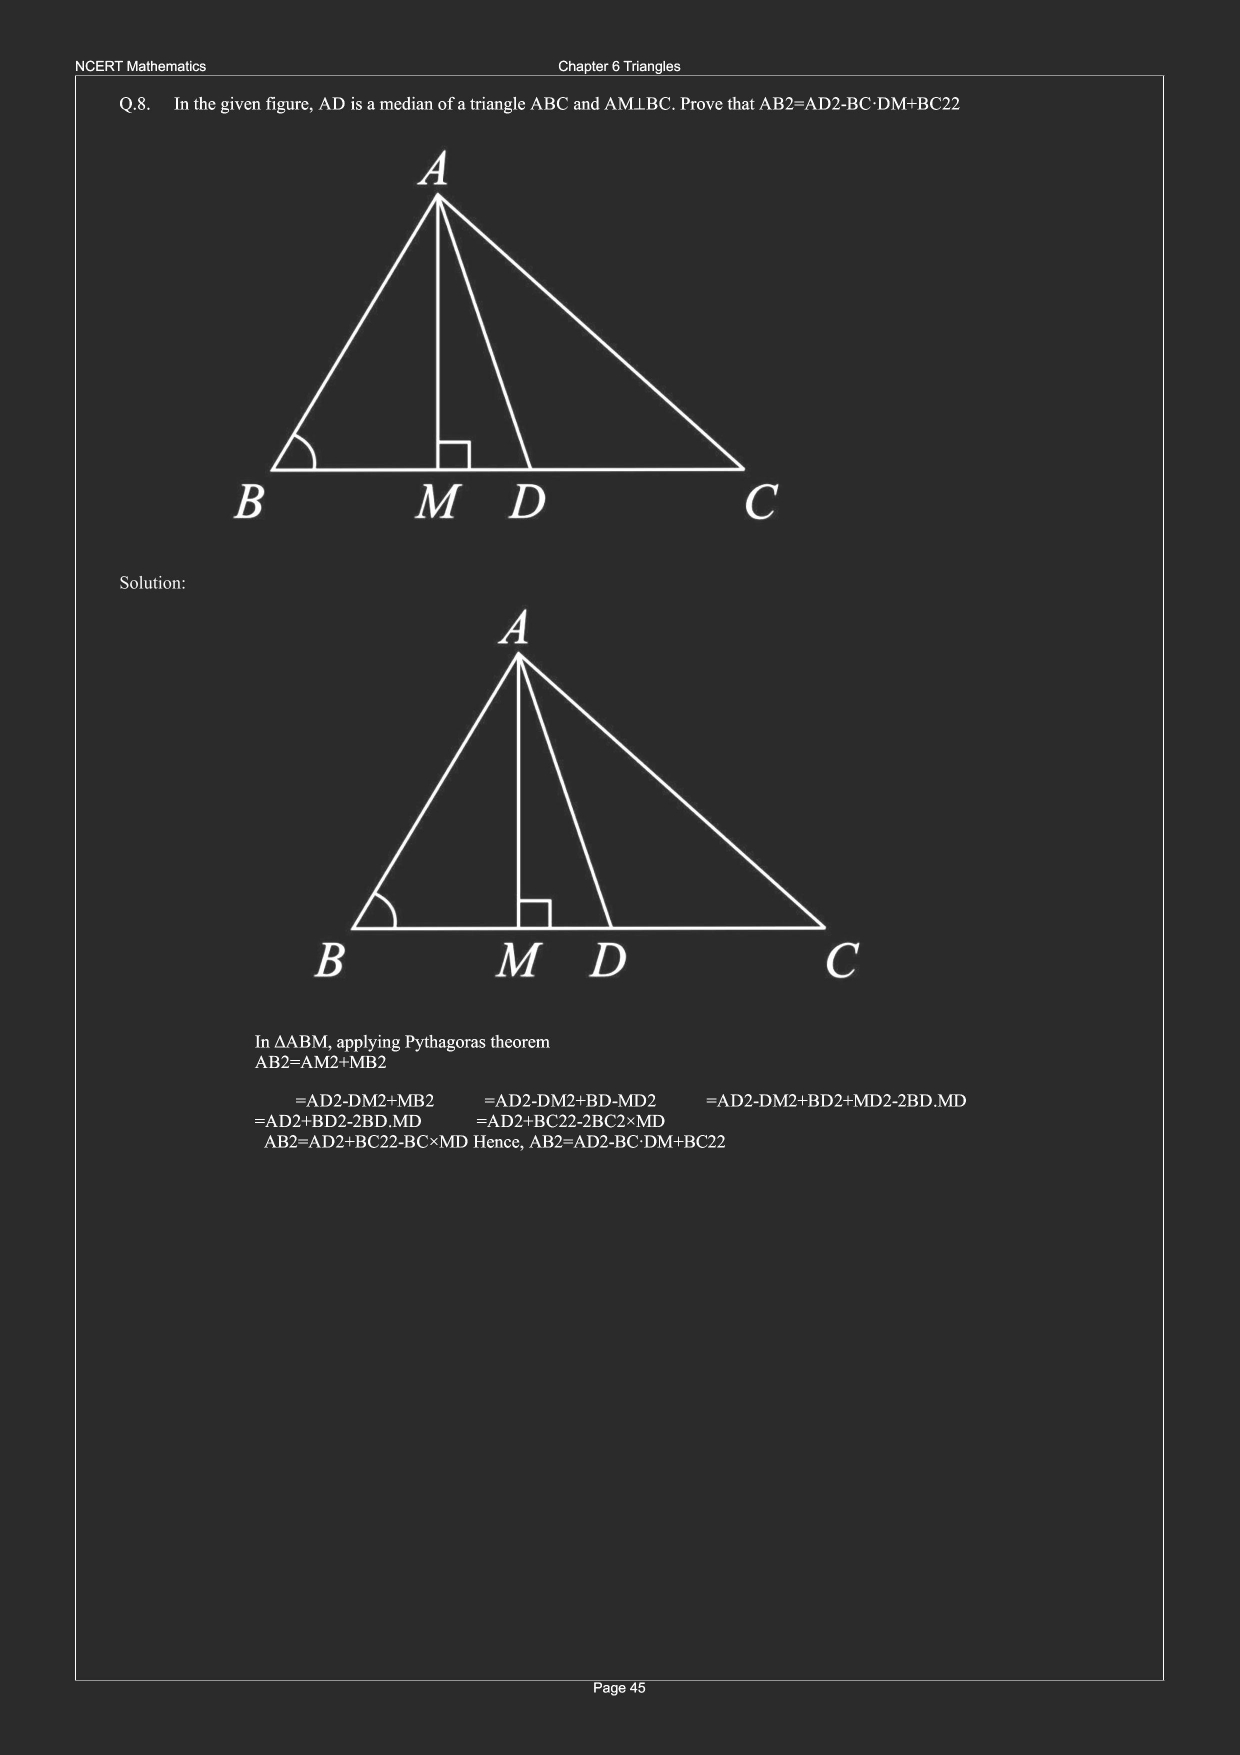 NCERT Mathematics Chapter 6 Triangles
Q.8. In the given figure, AD is a median of a triangle ABC and AM⊥BC. Prove that AB2=AD2-BC·DM+BC22
A
B M D C
Solution:
A
B M D C
In ΔABM, applying Pythagoras theorem
AB2=AM2+MB2
=AD2-DM2+MB2 =AD2-DM2+BD-MD2 =AD2-DM2+BD2+MD2-2BD.MD
=AD2+BD2-2BD.MD =AD2+BC22-2BC2×MD
AB2=AD2+BC22-BC×MD Hence, AB2=AD2-BC·DM+BC22
Page 45